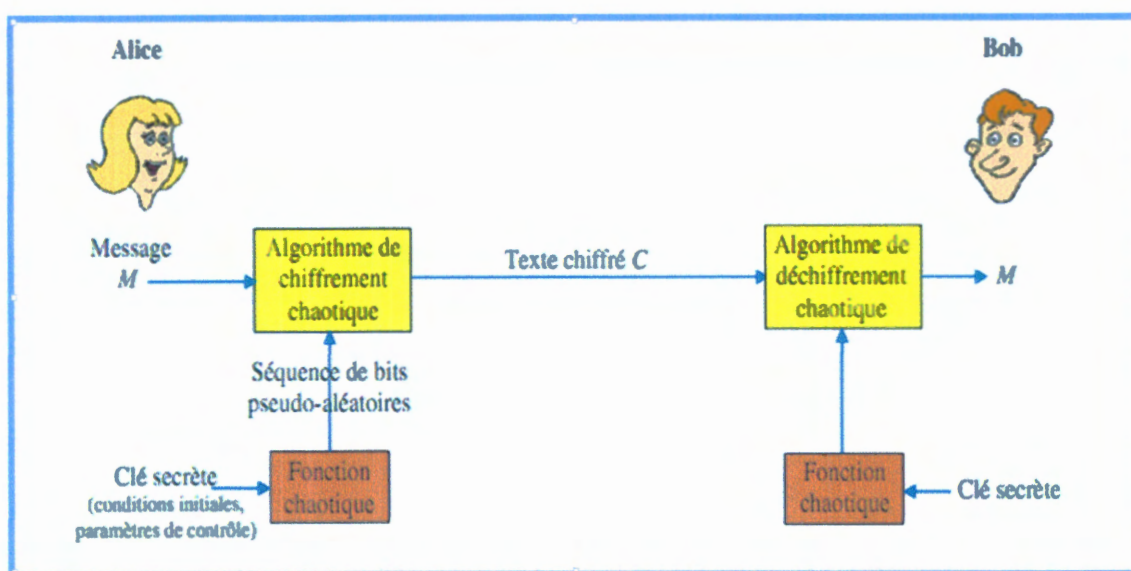 Alice
Bob
Message
M
Algorithme de
chiffrement
chaotique
Texte chiffré C
Algorithme de
déchiffrement
chaotique
M
Séquence de bits
pseudo-aléatoires
Clé secrète
(conditions initiales,
paramètres de contrôle)
Fonction
chaotique
Fonction
chaotique
Clé secrète